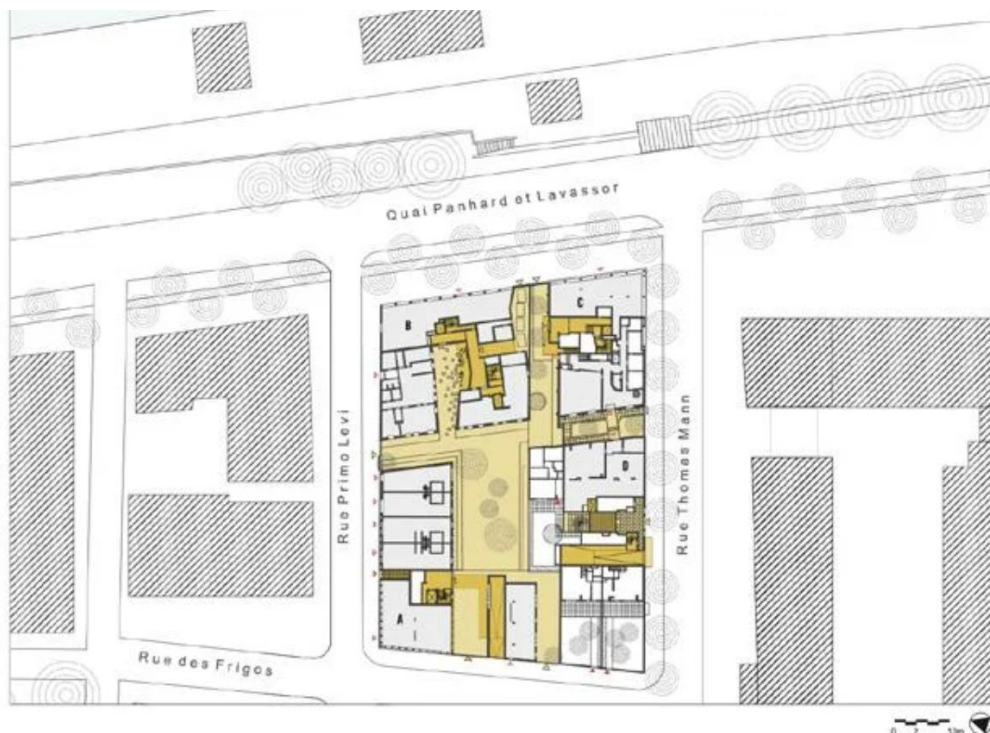 Quai Panhard et Lavassor
B
C
Rue Primo Levi
Rue Thomas Mann
D
A
Rue des Frigos